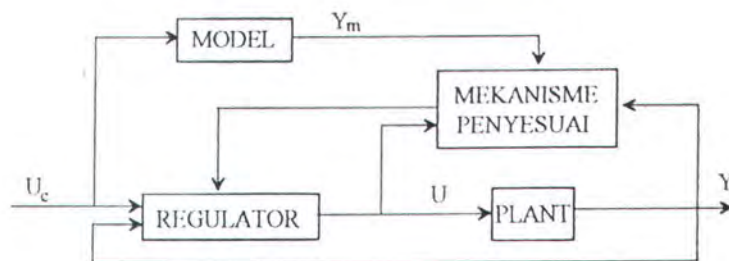 Ym
MODEL
MEKANISME
PENYESUAI
Uc
REGULATOR
U
PLANT
Y